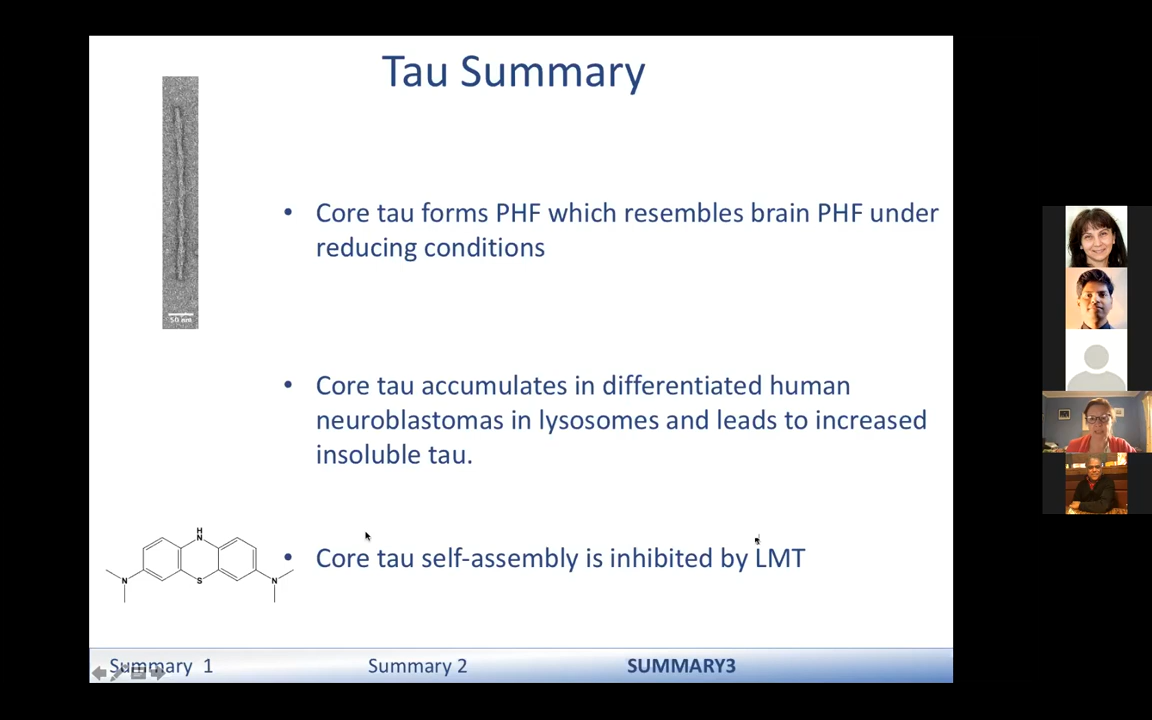 Tau Summary
50 nm
• Core tau forms PHF which resembles brain PHF under
reducing conditions
• Core tau accumulates in differentiated human
neuroblastomas in lysosomes and leads to increased
insoluble tau.
H
N
N
S
N
• Core tau self-assembly is inhibited by LMT
Summary 1
Summary 2
SUMMARY3